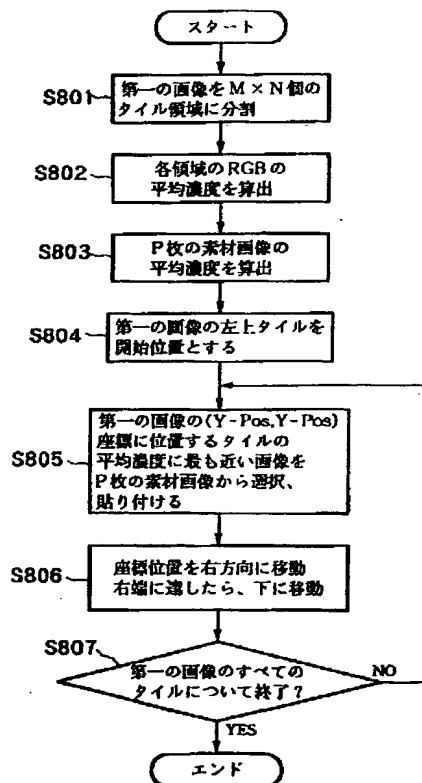 スタート
S801
第一の画像をM×N個の
タイル領域に分割
S802
各領域のRGBの
平均濃度を算出
S803
P枚の素材画像の
平均濃度を算出
S804
第一の画像の左上タイルを
開始位置とする
S805
第一の画像の(Y-Pos,Y-Pos)
座標に位置するタイルの
平均濃度に最も近い画像を
P枚の素材画像から選択、
貼り付ける
S806
座標位置を右方向に移動
右端に達したら、下に移動
S807
第一の画像のすべての
タイルについて終了?
NO
YES
エンド